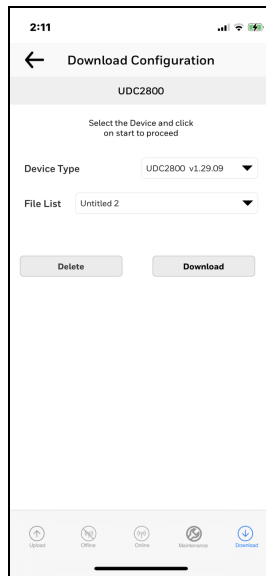 2:11
Download Configuration
UDC2800
Select the Device and click
on start to proceed
Device Type UDC2800 v1.29.09
File List Untitled 2
Delete Download
Upload Offline Online Maintenance Download